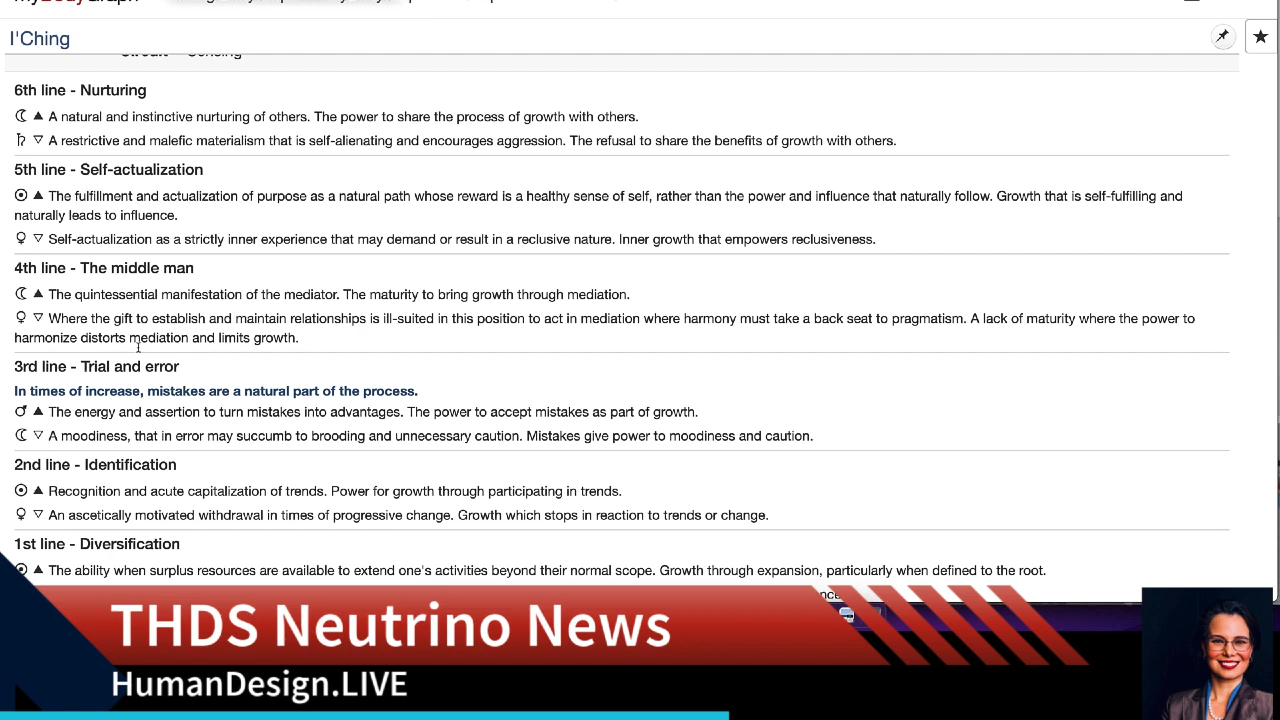 MyBodyGraph
I'Ching
Circuit - Sensing
6th line - Nurturing
A natural and instinctive nurturing of others. The power to share the process of growth with others.
A restrictive and malefic materialism that is self-alienating and encourages aggression. The refusal to share the benefits of growth with others.
5th line - Self-actualization
The fulfillment and actualization of purpose as a natural path whose reward is a healthy sense of self, rather than the power and influence that naturally follow. Growth that is self-fulfilling and
naturally leads to influence.
Self-actualization as a strictly inner experience that may demand or result in a reclusive nature. Inner growth that empowers reclusiveness.
4th line - The middle man
The quintessential manifestation of the mediator. The maturity to bring growth through mediation.
Where the gift to establish and maintain relationships is ill-suited in this position to act in mediation where harmony must take a back seat to pragmatism. A lack of maturity where the power to
harmonize distorts mediation and limits growth.
3rd line - Trial and error
In times of increase, mistakes are a natural part of the process.
The energy and assertion to turn mistakes into advantages. The power to accept mistakes as part of growth.
A moodiness, that in error may succumb to brooding and unnecessary caution. Mistakes give power to moodiness and caution.
2nd line - Identification
Recognition and acute capitalization of trends. Power for growth through participating in trends.
An ascetically motivated withdrawal in times of progressive change. Growth which stops in reaction to trends or change.
1st line - Diversification
The ability when surplus resources are available to extend one's activities beyond their normal scope. Growth through expansion, particularly when defined to the root.
THDS Neutrino News
HumanDesign.LIVE